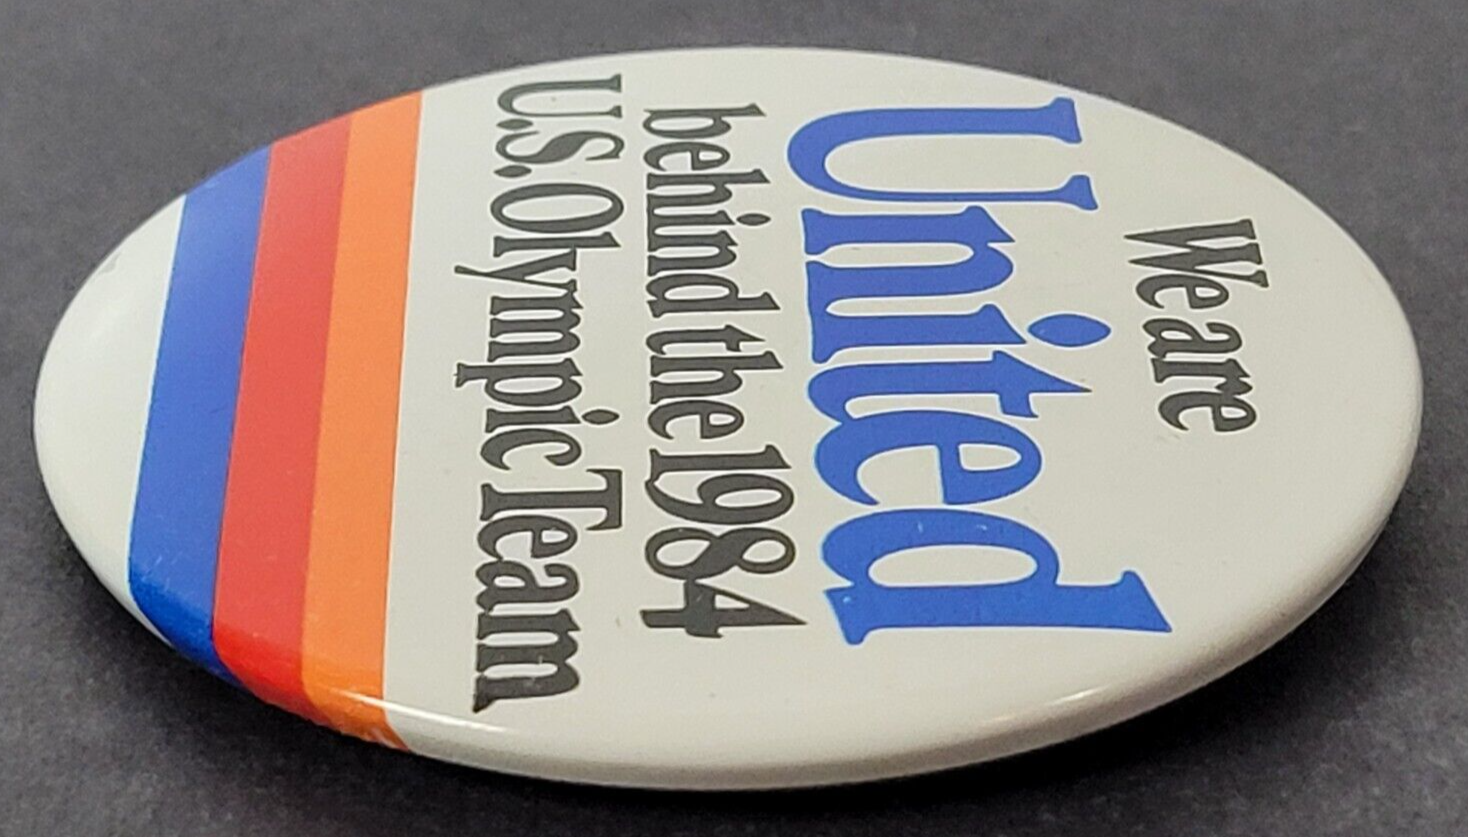 We are
United
behind the 1984
U.S. Olympic Team